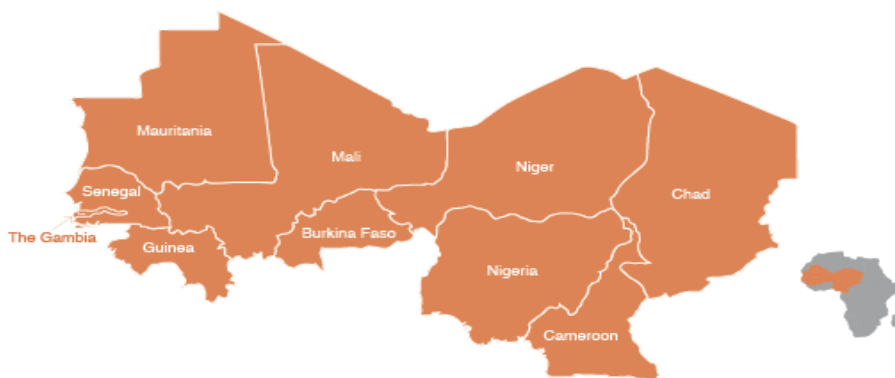 Mauritania
Mali
Niger
Senegal
Chad
The Gambia
Burkina Faso
Guinea
Nigeria
Cameroon